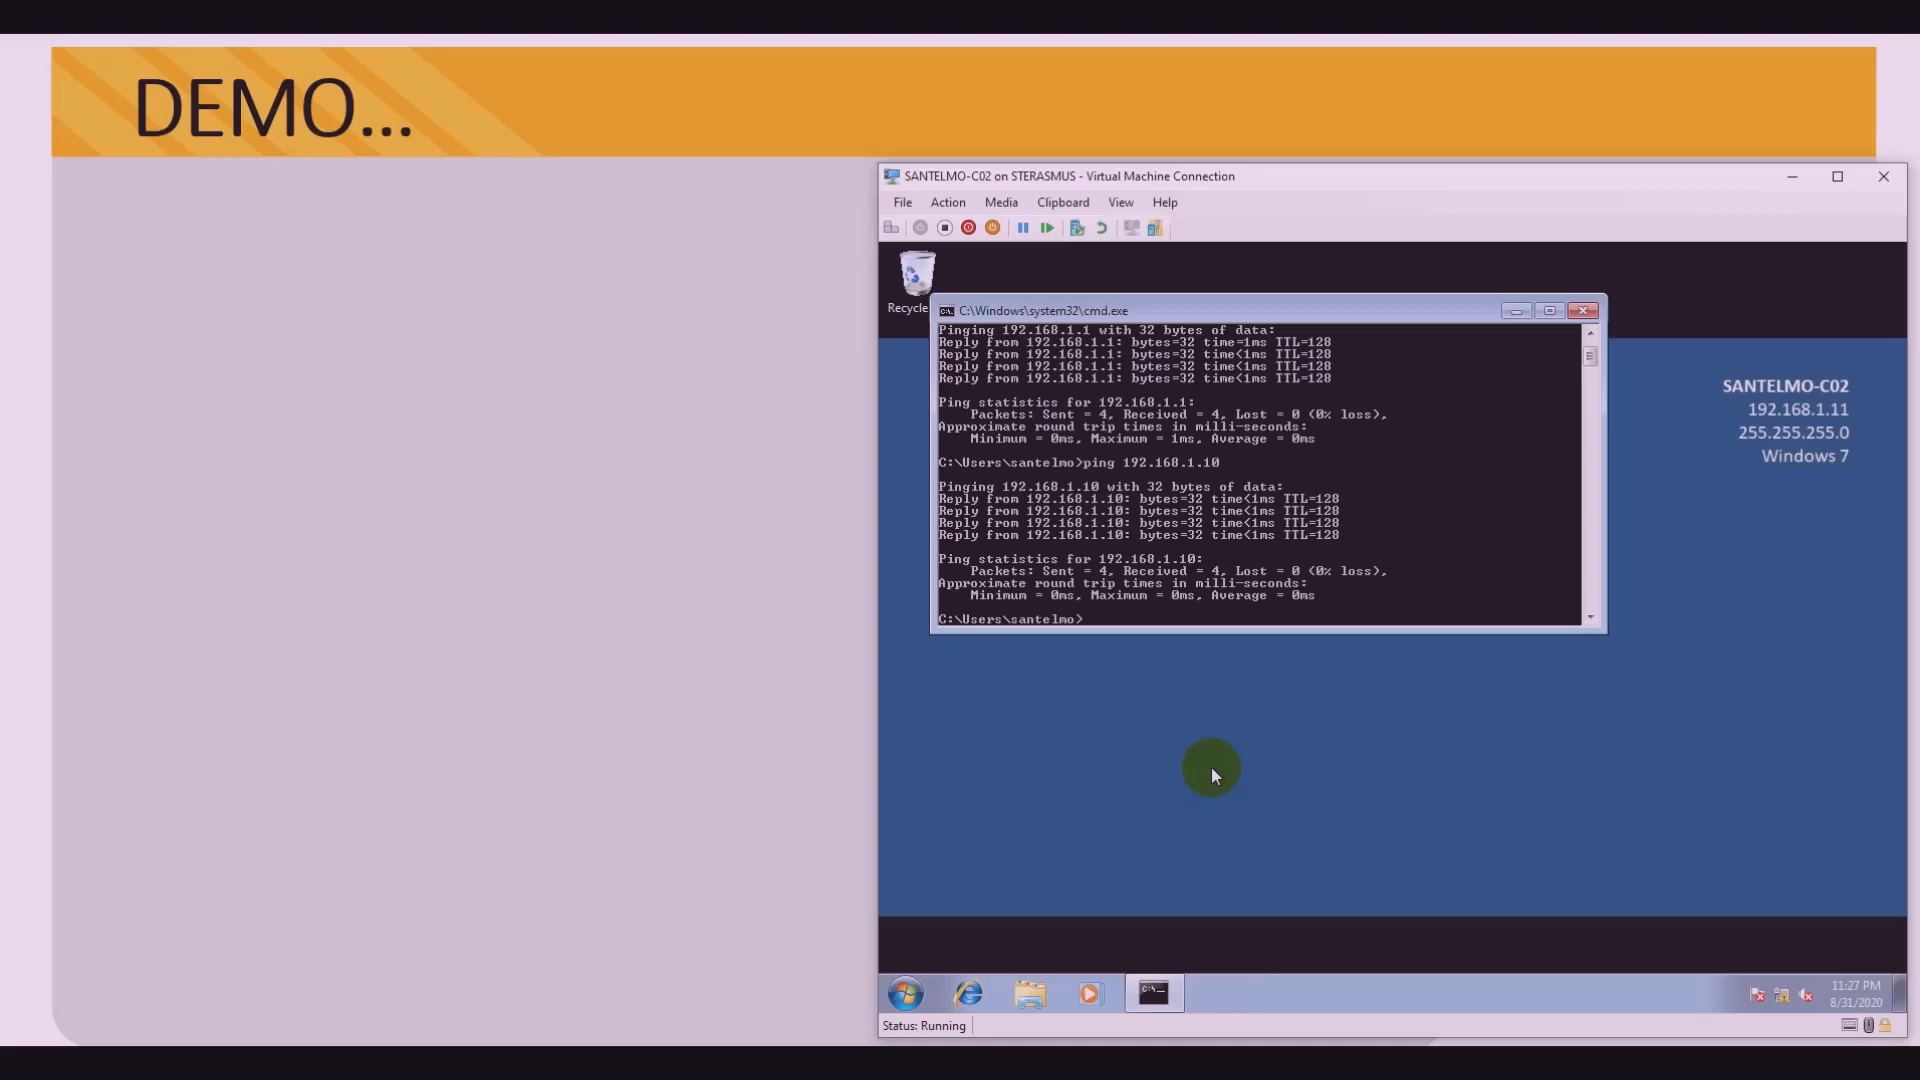 DEMO...
SANTELMO-C02 on STERASMUS - Virtual Machine Connection
File Action Media Clipboard View Help
Recycle
C:\Windows\system32\cmd.exe
Pinging 192.168.1.1 with 32 bytes of data:
Reply from 192.168.1.1: bytes=32 time=1ms TTL=128
Reply from 192.168.1.1: bytes=32 time<1ms TTL=128
Reply from 192.168.1.1: bytes=32 time<1ms TTL=128
Reply from 192.168.1.1: bytes=32 time<1ms TTL=128
Ping statistics for 192.168.1.1:
Packets: Sent = 4, Received = 4, Lost = 0 (0% loss),
Approximate round trip times in milli-seconds:
Minimum = 0ms, Maximum = 1ms, Average = 0ms
C:\Users\santelmo>ping 192.168.1.10
Pinging 192.168.1.10 with 32 bytes of data:
Reply from 192.168.1.10: bytes=32 time<1ms TTL=128
Reply from 192.168.1.10: bytes=32 time<1ms TTL=128
Reply from 192.168.1.10: bytes=32 time<1ms TTL=128
Reply from 192.168.1.10: bytes=32 time<1ms TTL=128
Ping statistics for 192.168.1.10:
Packets: Sent = 4, Received = 4, Lost = 0 (0% loss),
Approximate round trip times in milli-seconds:
Minimum = 0ms, Maximum = 0ms, Average = 0ms
C:\Users\santelmo>
SANTELMO-C02
192.168.1.11
255.255.255.0
Windows 7
11:27 PM
8/31/2020
Status: Running